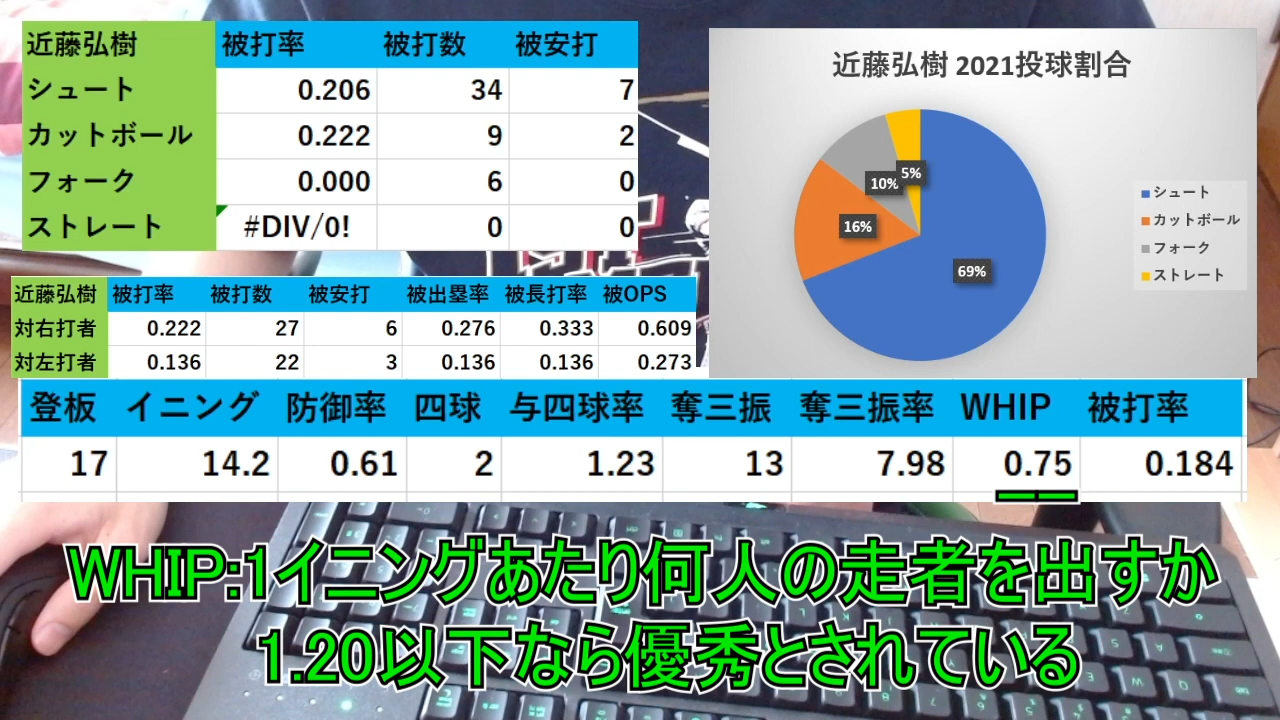 近藤弘樹 被打率 被打数 被安打
シュート 0.206 34 7
カットボール 0.222 9 2
フォーク 0.000 6 0
ストレート #DIV/0! 0 0
近藤弘樹 2021投球割合
5%
10%
16%
69%
シュート
カットボール
フォーク
ストレート
近藤弘樹 被打率 被打数 被安打 被出塁率 被長打率 被OPS
対右打者 0.222 27 6 0.276 0.333 0.609
対左打者 0.136 22 3 0.136 0.136 0.273
登板 イニング 防御率 四球 与四球率 奪三振 奪三振率 WHIP 被打率
17 14.2 0.61 2 1.23 13 7.98 0.75 0.184
WHIP:1イニングあたり何人の走者を出すか
1.20以下なら優秀とされている